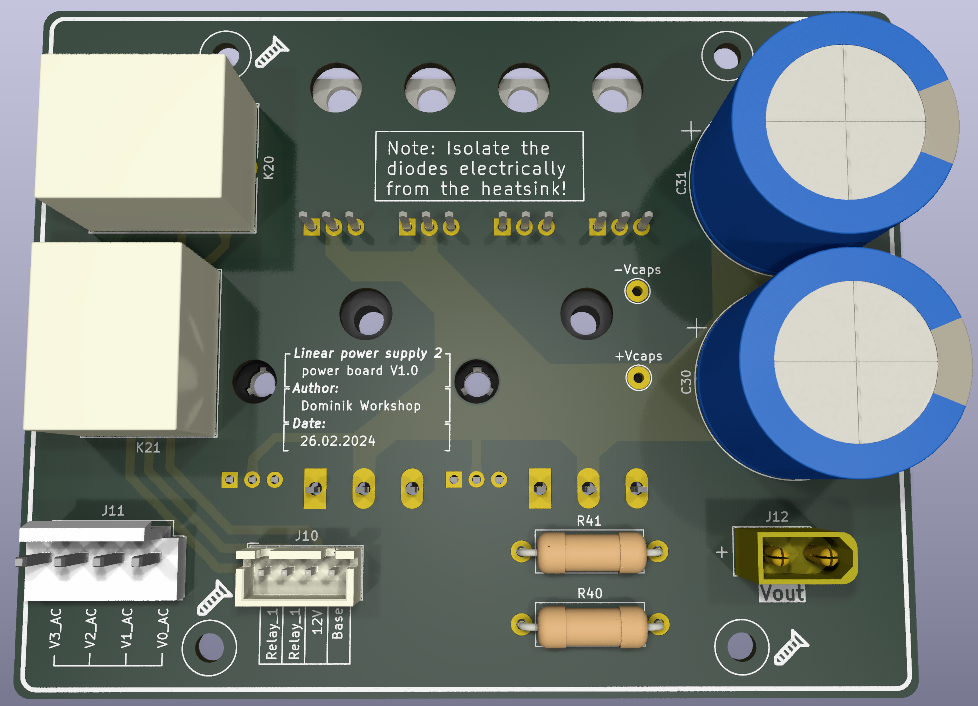 K20
Note: Isolate the
diodes electrically
from the heatsink!
+
C31
-Vcaps
+
+Vcaps
C30
Linear power supply 2
power board V1.0
Author:
Dominik Workshop
Date:
26.02.2024
K21
J11
J10
R41
J12
+
Vout
R40
V3_AC
V2_AC
V1_AC
V0_AC
Relay_1
Relay_1
12V
Base